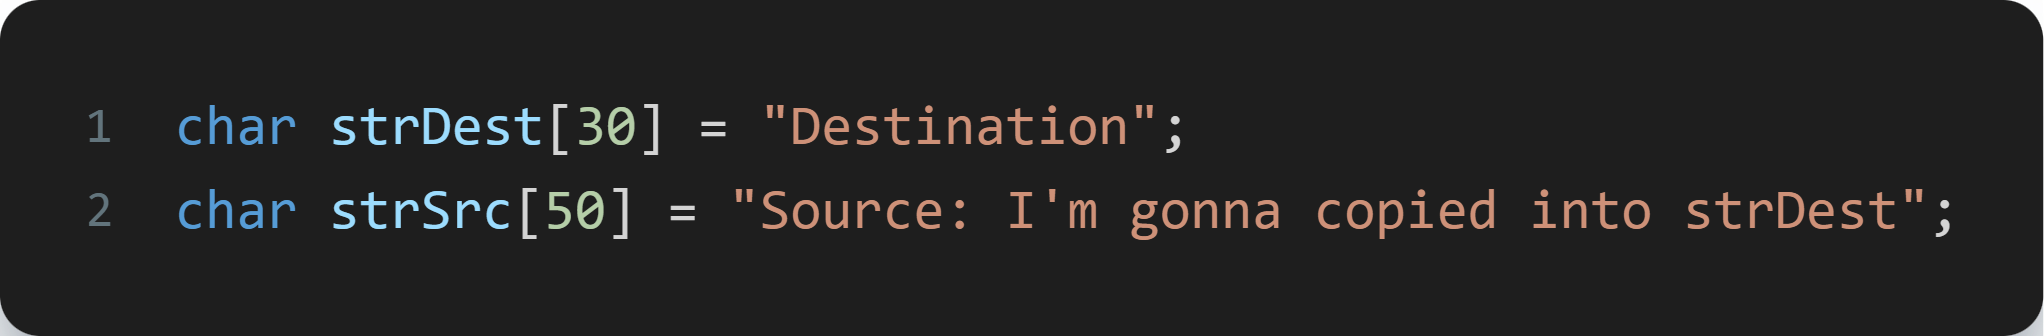 1 char strDest[30] = "Destination";
2 char strSrc[50] = "Source: I'm gonna copied into strDest";